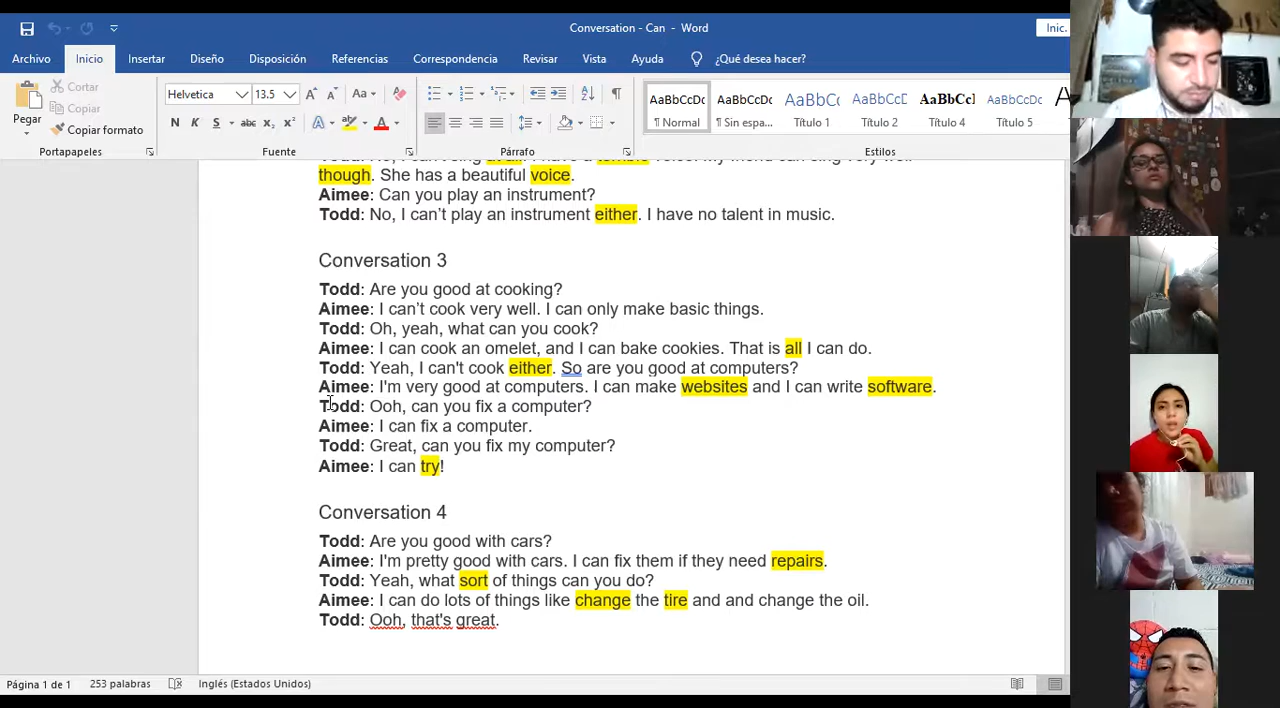 Conversation - Can - Word
Inic.
Archivo Inicio Insertar Diseño Disposición Referencias Correspondencia Revisar Vista Ayuda ¿Qué desea hacer?
Pegar
Cortar
Copiar
Copiar formato
Portapapeles
Helvetica 13.5
N K S abc x₂ x²
Fuente
Párrafo
AaBbCcDc AaBbCcDc AaBbC AaBbCcD AaBbCcI AaBbCcDc A
¶ Normal ¶ Sin espa... Título 1 Título 2 Título 4 Título 5
Estilos
though. She has a beautiful voice.
Aimee: Can you play an instrument?
Todd: No, I can’t play an instrument either. I have no talent in music.
Conversation 3
Todd: Are you good at cooking?
Aimee: I can’t cook very well. I can only make basic things.
Todd: Oh, yeah, what can you cook?
Aimee: I can cook an omelet, and I can bake cookies. That is all I can do.
Todd: Yeah, I can't cook either. So are you good at computers?
Aimee: I'm very good at computers. I can make websites and I can write software.
Todd: Ooh, can you fix a computer?
Aimee: I can fix a computer.
Todd: Great, can you fix my computer?
Aimee: I can try!
Conversation 4
Todd: Are you good with cars?
Aimee: I'm pretty good with cars. I can fix them if they need repairs.
Todd: Yeah, what sort of things can you do?
Aimee: I can do lots of things like change the tire and and change the oil.
Todd: Ooh, that's great.
Página 1 de 1 253 palabras Inglés (Estados Unidos)